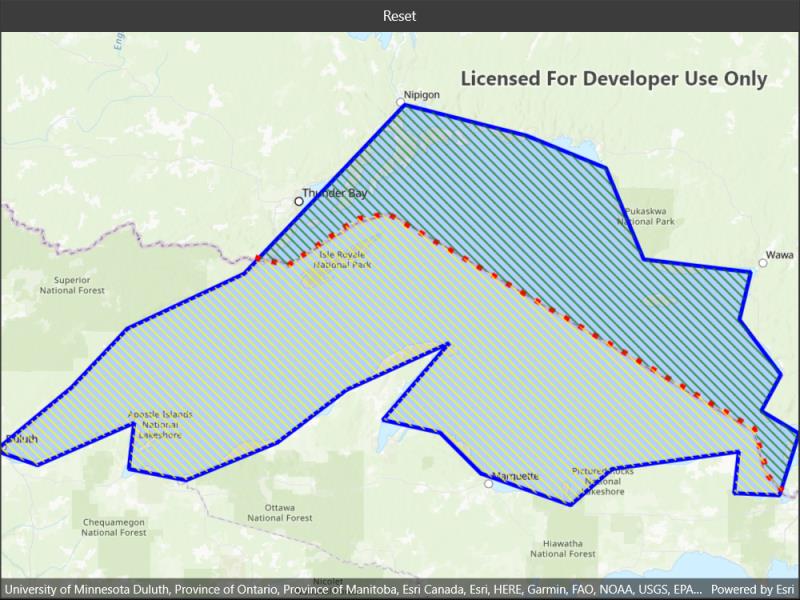 Reset
Licensed For Developer Use Only
Nipigon
Thunder Bay
Pukaskwa
National Park
Wawa
Isle Royale
National Park
Superior
National Forest
Apostle Islands
National
Lakeshore
Duluth
Marquette
Pictured Rocks
National
Lakeshore
Ottawa
National Forest
Chequamegon
National Forest
Hiawatha
National Forest
Nicolet
University of Minnesota Duluth, Province of Ontario, Province of Manitoba, Esri Canada, Esri, HERE, Garmin, FAO, NOAA, USGS, EPA... Powered by Esri